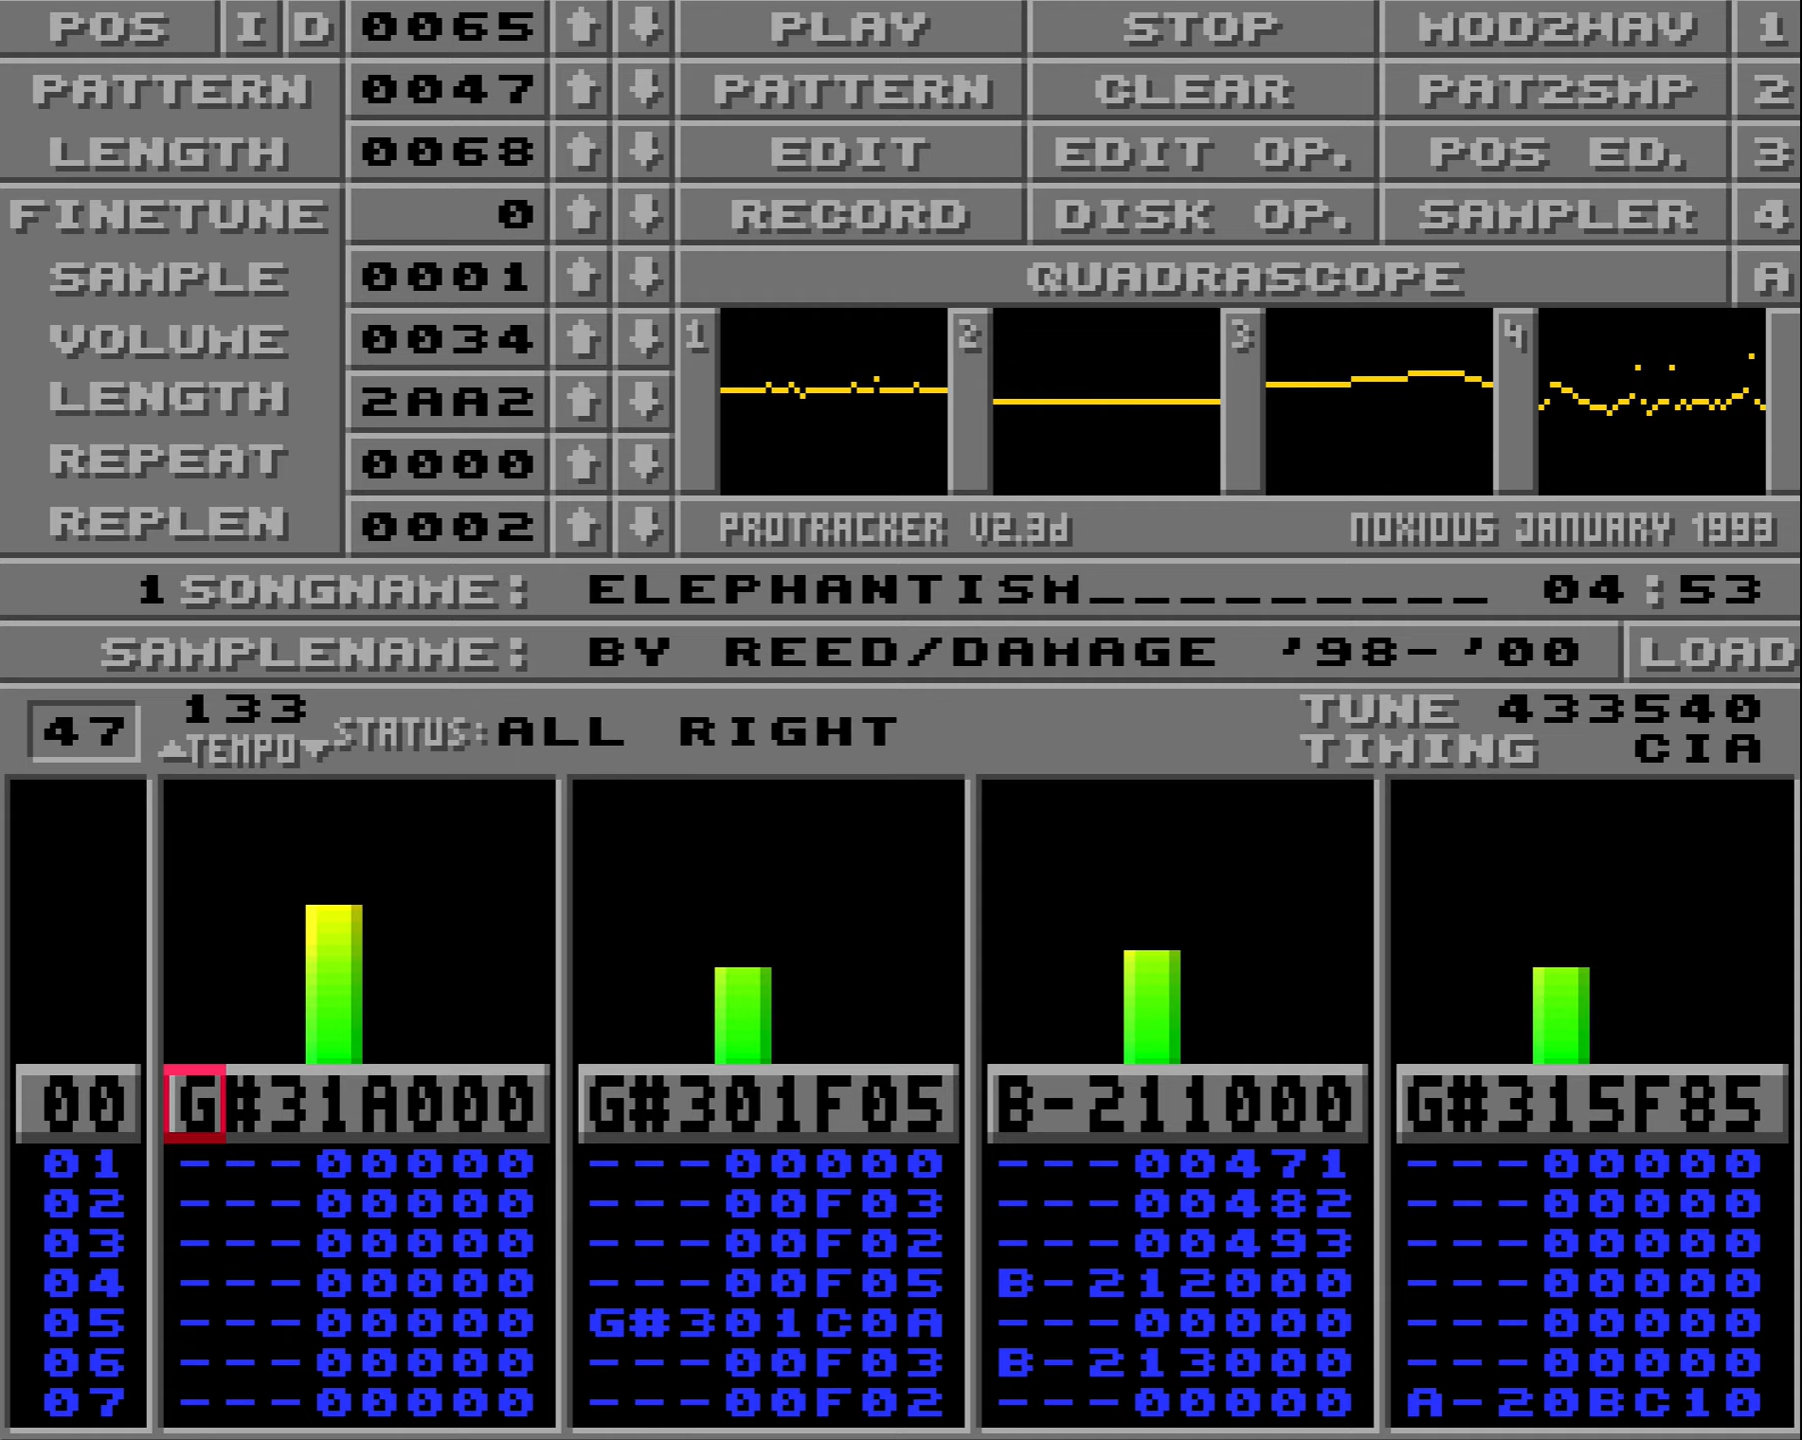 POS I D 0065 PLAY STOP MOD2WAV 1
PATTERN 0047 PATTERN CLEAR PAT2SMP 2
LENGTH 0068 EDIT EDIT OP. POS ED. 3
FINETUNE 0 RECORD DISK OP. SAMPLER 4
SAMPLE 0001 QUADRASCOPE A
VOLUME 0034 1 2 3 4
LENGTH 2AA2
REPEAT 0000
REPLEN 0002 PROTRACKER V2.3d NOXIOUS JANUARY 1993
1 SONGNAME: ELEPHANTISH_________ 04:53
SAMPLENAME: BY REED/DAMAGE '98-'00 LOAD
47 133 TEMPO STATUS: ALL RIGHT TUNE 433540
TIMING CIA
00 G#31A000 G#301F05 B-211000 G#315F85
01 ---00000 ---00000 ---00471 ---00000
02 ---00000 ---00F03 ---00482 ---00000
03 ---00000 ---00F02 ---00493 ---00000
04 ---00000 ---00F05 B-212000 ---00000
05 ---00000 G#301C0A ---00000 ---00000
06 ---00000 ---00F03 B-213000 ---00000
07 ---00000 ---00F02 ---00000 A-20BC10